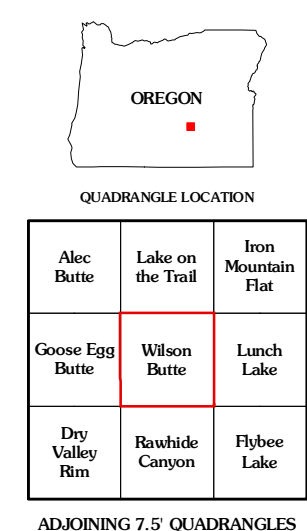 OREGON
QUADRANGLE LOCATION
Alec
Butte
Lake on
the Trail
Iron
Mountain
Flat
Goose Egg
Butte
Wilson
Butte
Lunch
Lake
Dry
Valley
Rim
Rawhide
Canyon
Flybee
Lake
ADJOINING 7.5' QUADRANGLES